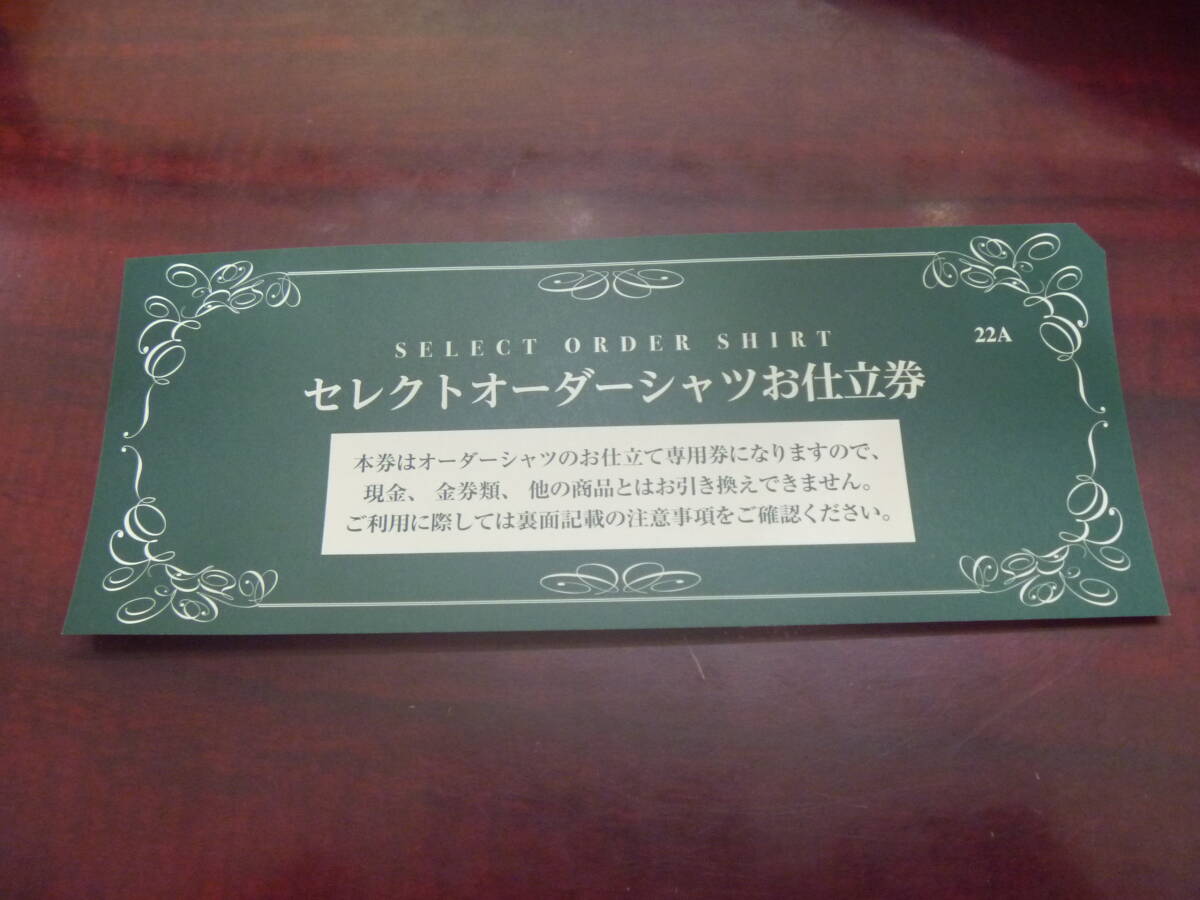 SELECT ORDER SHIRT
22A
セレクトオーダーシャツお仕立券
本券はオーダーシャツのお仕立て専用券になりますので、
現金、金券類、他の商品とはお引き換えできません。
ご利用に際しては裏面記載の注意事項をご確認ください。